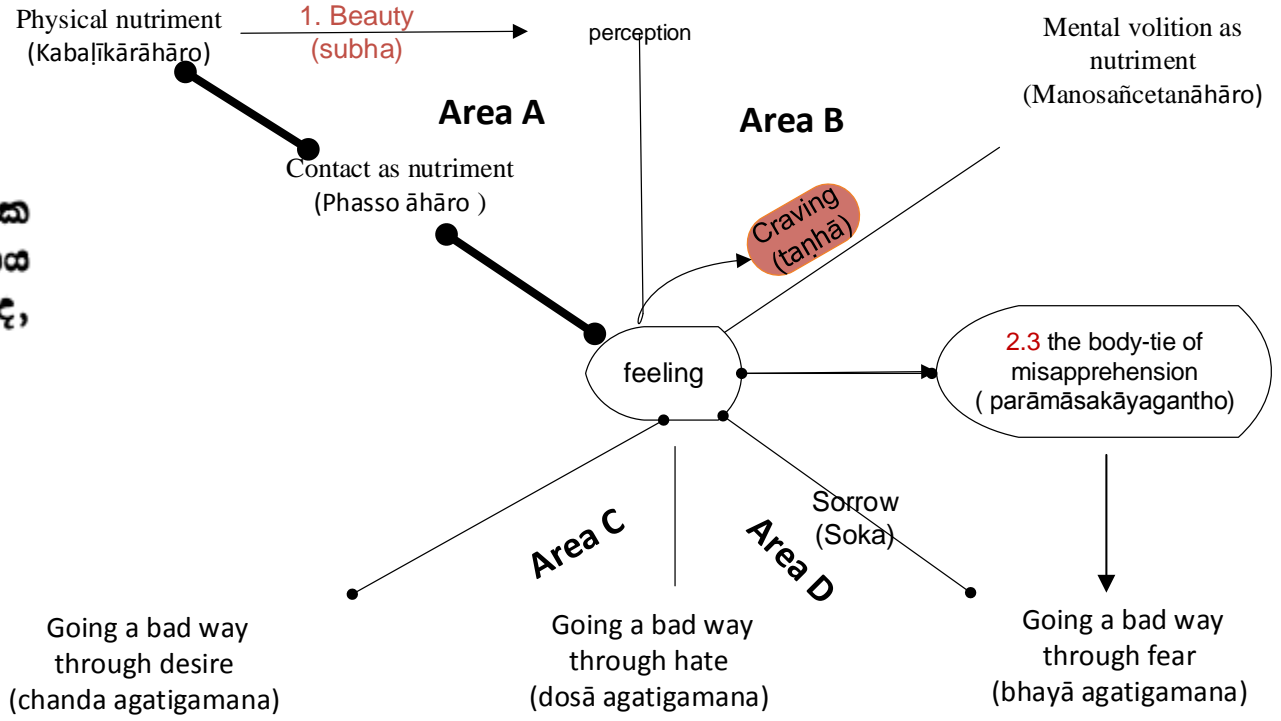 Physical nutriment
(Kabaḷīkārāhāro)
1. Beauty
(subha)
perception
Mental volition as
nutriment
(Manosañcetanāhāro)
Area A
Area B
Contact as nutriment
(Phasso āhāro )
Craving
(taṇhā)
feeling
2.3 the body-tie of
misapprehension
( parāmāsakāyagantho)
Area C
Area D
Sorrow
(Soka)
Going a bad way
through desire
(chanda agatigamana)
Going a bad way
through hate
(dosā agatigamana)
Going a bad way
through fear
(bhayā agatigamana)